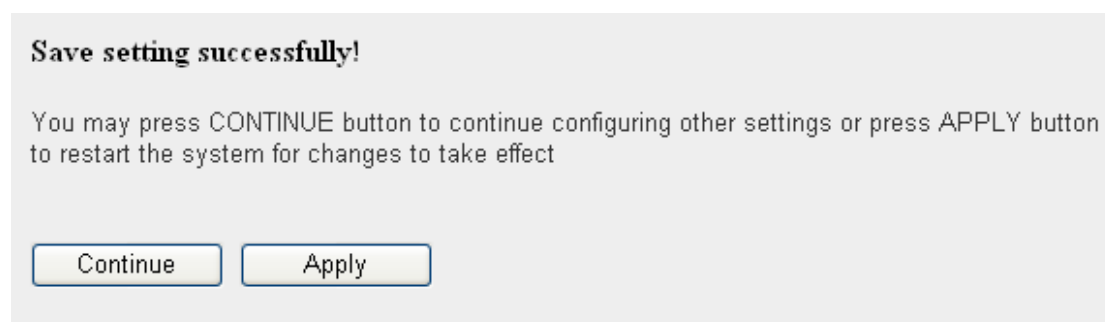 Save setting successfully!
You may press CONTINUE button to continue configuring other settings or press APPLY button
to restart the system for changes to take effect
Continue Apply